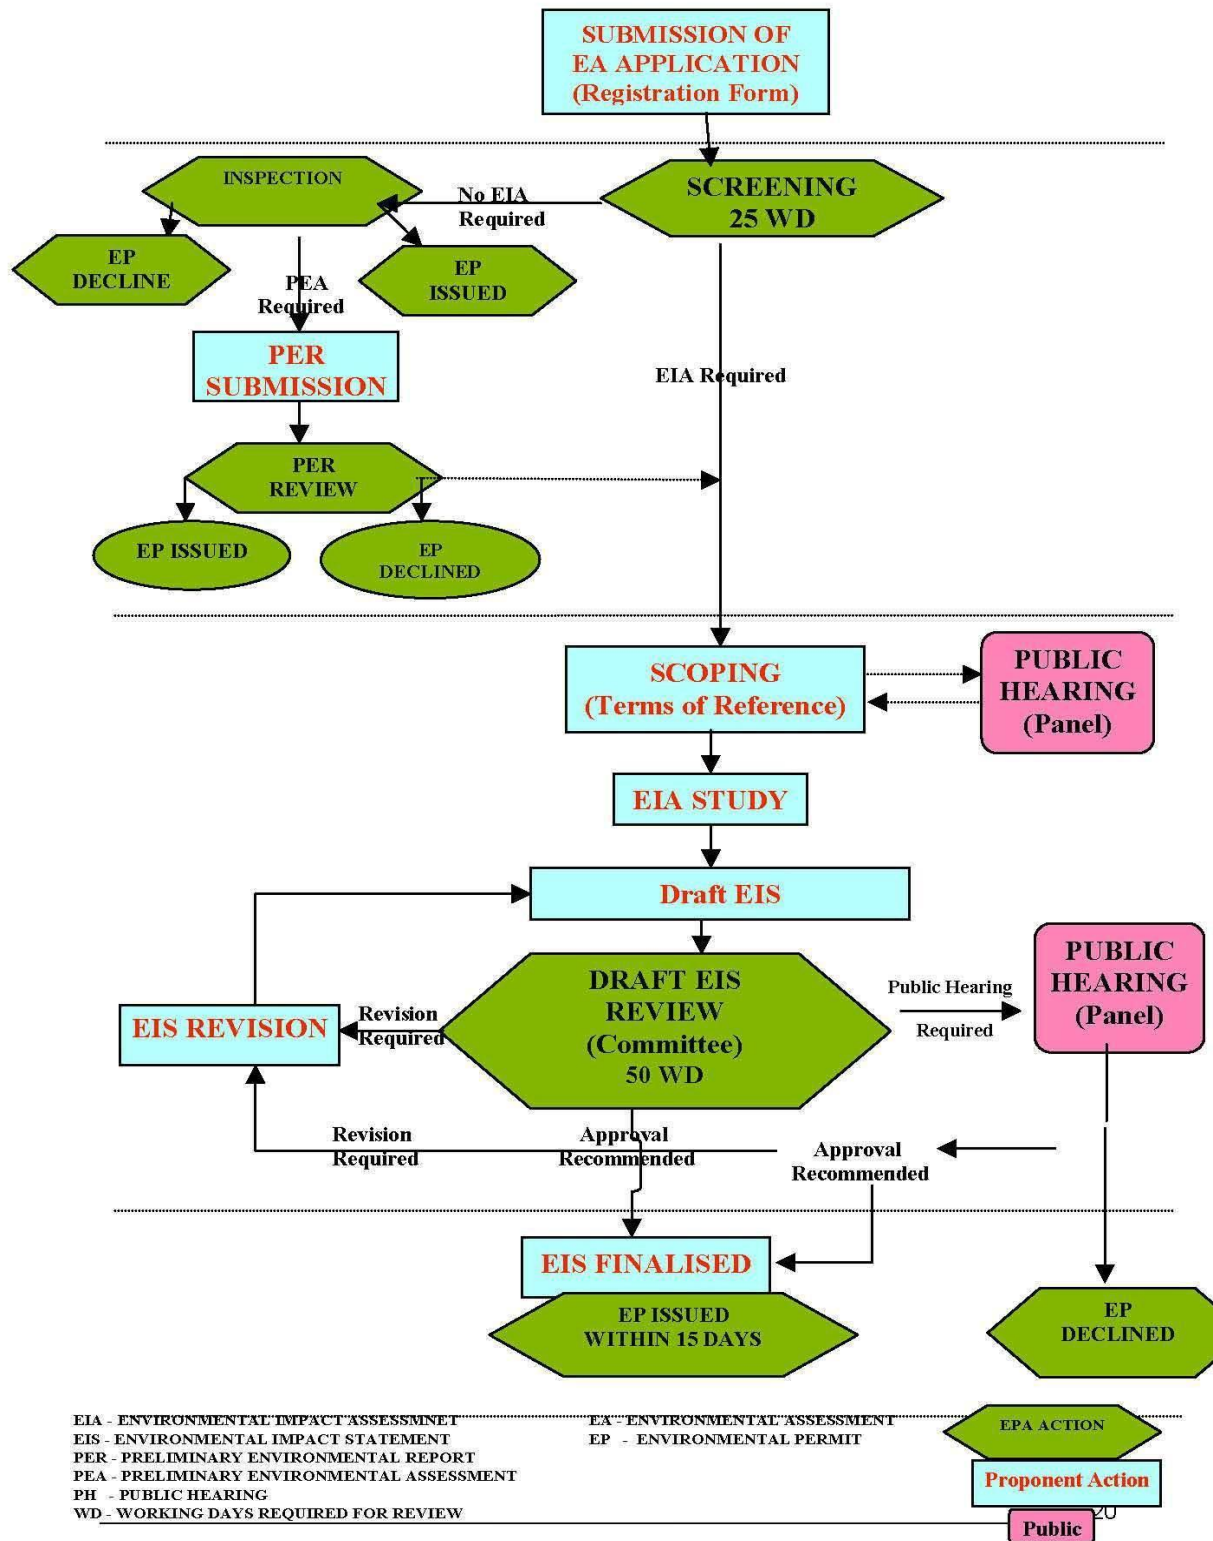 SUBMISSION OF
EA APPLICATION
(Registration Form)
INSPECTION
No EIA
Required
SCREENING
25 WD
EP
DECLINE
PEA
Required
EP
ISSUED
PER
SUBMISSION
EIA Required
PER
REVIEW
EP ISSUED
EP
DECLINED
SCOPING
(Terms of Reference)
PUBLIC
HEARING
(Panel)
EIA STUDY
Draft EIS
EIS REVISION
Revision
Required
DRAFT EIS
REVIEW
(Committee)
50 WD
Public Hearing
Required
PUBLIC
HEARING
(Panel)
Revision
Required
Approval
Recommended
Approval
Recommended
EIS FINALISED
EP ISSUED
WITHIN 15 DAYS
EP
DECLINED
EIA - ENVIRONMENTAL IMPACT ASSESSMNET
EIS - ENVIRONMENTAL IMPACT STATEMENT
PER - PRELIMINARY ENVIRONMENTAL REPORT
PEA - PRELIMINARY ENVIRONMENTAL ASSESSMENT
PH - PUBLIC HEARING
WD - WORKING DAYS REQUIRED FOR REVIEW
EA - ENVIRONMENTAL ASSESSMENT
EP - ENVIRONMENTAL PERMIT
EPA ACTION
Proponent Action
20
Public